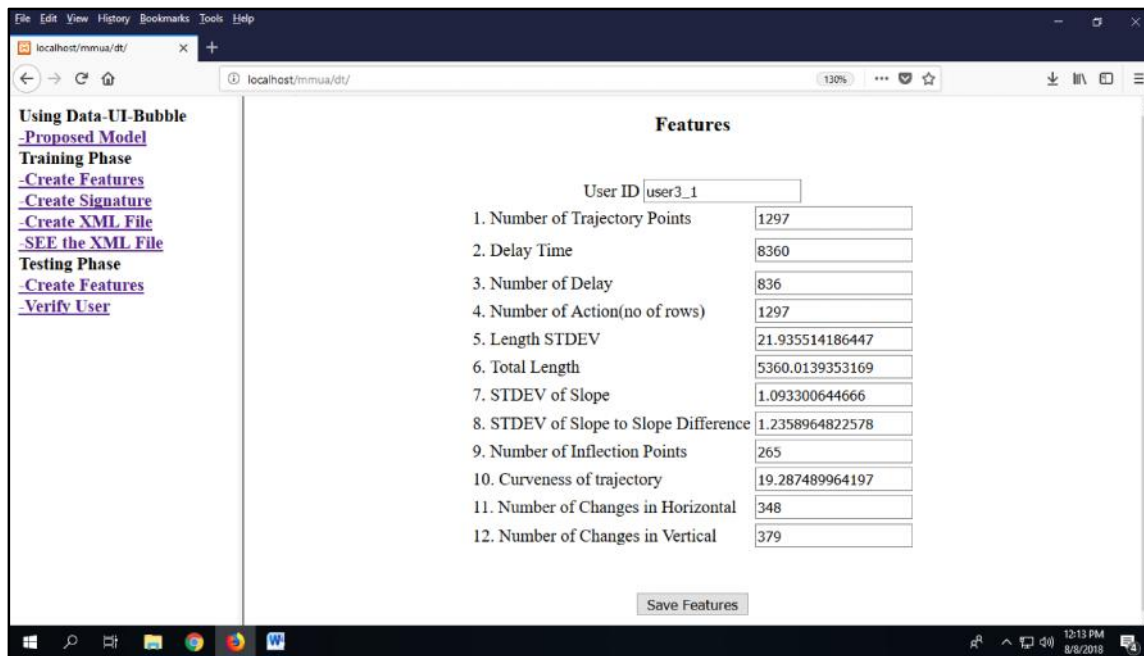 File Edit View History Bookmarks Tools Help
localhost/mmua/dt/
localhost/mmua/dt/
130%
Using Data-UI-Bubble
-Proposed Model
Training Phase
-Create Features
-Create Signature
-Create XML File
-SEE the XML File
Testing Phase
-Create Features
-Verify User
Features
User ID user3_1
1. Number of Trajectory Points 1297
2. Delay Time 8360
3. Number of Delay 836
4. Number of Action(no of rows) 1297
5. Length STDEV 21.935514186447
6. Total Length 5360.0139353169
7. STDEV of Slope 1.093300644666
8. STDEV of Slope to Slope Difference 1.2358964822578
9. Number of Inflection Points 265
10. Curveness of trajectory 19.287489964197
11. Number of Changes in Horizontal 348
12. Number of Changes in Vertical 379
Save Features
12:13 PM
8/8/2018